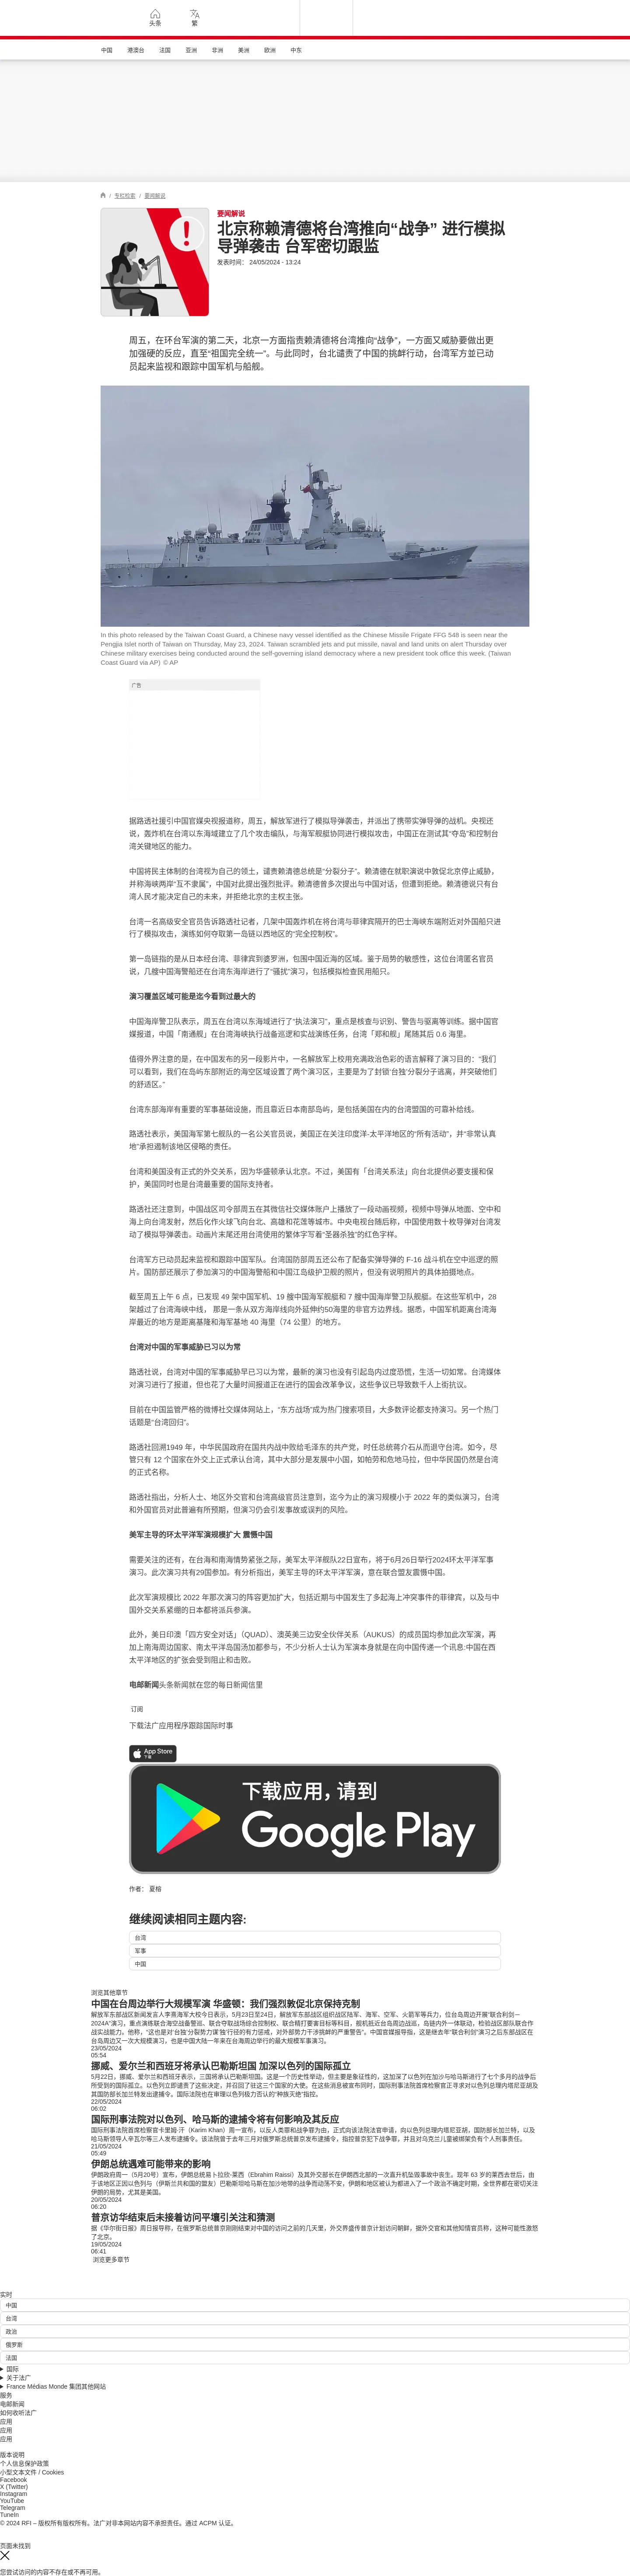 头条
繁
中国
港澳台
法国
亚洲
非洲
美洲
欧洲
中东
/ 专栏检索 / 要闻解说
要闻解说
北京称赖清德将台湾推向“战争” 进行模拟
导弹袭击 台军密切跟监
发表时间： 24/05/2024 - 13:24
周五，在环台军演的第二天，北京一方面指责赖清德将台湾推向“战争”，一方面又威胁要做出更
加强硬的反应，直至“祖国完全统一”。与此同时，台北谴责了中国的挑衅行动，台湾军方並已动
员起来监视和跟踪中国军机与船舰。
In this photo released by the Taiwan Coast Guard, a Chinese navy vessel identified as the Chinese Missile Frigate FFG 548 is seen near the
Pengjia Islet north of Taiwan on Thursday, May 23, 2024. Taiwan scrambled jets and put missile, naval and land units on alert Thursday over
Chinese military exercises being conducted around the self-governing island democracy where a new president took office this week. (Taiwan
Coast Guard via AP) © AP
广告
据路透社援引中国官媒央视报道称，周五，解放军进行了模拟导弹袭击，并派出了携带实弹导弹的战机。央视还
说，轰炸机在台湾以东海域建立了几个攻击编队，与海军舰艇协同进行模拟攻击，中国正在测试其“夺岛”和控制台
湾关键地区的能力。
中国将民主体制的台湾视为自己的领土，谴责赖清德总统是“分裂分子”。赖清德在就职演说中敦促北京停止威胁，
并称海峡两岸“互不隶属”，中国对此提出强烈批评。赖清德曾多次提出与中国对话，但遭到拒绝。赖清德说只有台
湾人民才能决定自己的未来，并拒绝北京的主权主张。
台湾一名高级安全官员告诉路透社记者，几架中国轰炸机在将台湾与菲律宾隔开的巴士海峡东端附近对外国船只进
行了模拟攻击，演练如何夺取第一岛链以西地区的“完全控制权”。
第一岛链指的是从日本经台湾、菲律宾到婆罗洲，包围中国近海的区域。鉴于局势的敏感性，这位台湾匿名官员
说，几艘中国海警船还在台湾东海岸进行了“骚扰”演习，包括模拟检查民用船只。
演习覆盖区域可能是迄今看到过最大的
中国海岸警卫队表示，周五在台湾以东海域进行了“执法演习”，重点是核查与识别、警告与驱离等训练。据中国官
媒报道，中国「南通舰」在台湾海峡执行战备巡逻和实战演练任务，台湾「郑和舰」尾随其后 0.6 海里。
值得外界注意的是，在中国发布的另一段影片中，一名解放军上校用充满政治色彩的语言解释了演习目的：“我们
可以看到，我们在岛屿东部附近的海空区域设置了两个演习区，主要是为了封锁‘台独’分裂分子逃离，并突破他们
的舒适区。”
台湾东部海岸有重要的军事基础设施，而且靠近日本南部岛屿，是包括美国在内的台湾盟国的可靠补给线。
路透社表示，美国海军第七舰队的一名公关官员说，美国正在关注印度洋-太平洋地区的“所有活动”，并“非常认真
地”承担遏制该地区侵略的责任。
台湾和美国没有正式的外交关系，因为华盛顿承认北京。不过，美国有「台湾关系法」向台北提供必要支援和保
护，美国同时也是台湾最重要的国际支持者。
路透社还注意到，中国战区司令部周五在其微信社交媒体账户上播放了一段动画视频，视频中导弹从地面、空中和
海上向台湾发射，然后化作火球飞向台北、高雄和花莲等城市。中央电视台随后称，中国使用数十枚导弹对台湾发
动了模拟导弹袭击。动画片末尾还用台湾使用的繁体字写着“圣器杀独”的红色字样。
台湾军方已动员起来监视和跟踪中国军队。台湾国防部周五还公布了配备实弹导弹的 F-16 战斗机在空中巡逻的照
片。国防部还展示了参加演习的中国海警船和中国江岛级护卫舰的照片，但没有说明照片的具体拍摄地点。
截至周五上午 6 点，已发现 49 架中国军机、19 艘中国海军舰艇和 7 艘中国海岸警卫队舰艇。在这些军机中，28
架越过了台湾海峡中线， 那是一条从双方海岸线向外延伸约50海里的非官方边界线。据悉，中国军机距离台湾海
岸最近的地方是距离基隆和海军基地 40 海里（74 公里）的地方。
台湾对中国的军事威胁已习以为常
路透社说，台湾对中国的军事威胁早已习以为常，最新的演习也没有引起岛内过度恐慌，生活一切如常。台湾媒体
对演习进行了报道，但也花了大量时间报道正在进行的国会改革争议，这些争议已导致数千人上街抗议。
目前在中国监管严格的微博社交媒体网站上，“东方战场”成为热门搜索项目，大多数评论都支持演习。另一个热门
话题是“台湾回归”。
路透社回溯1949 年，中华民国政府在国共内战中败给毛泽东的共产党，时任总统蒋介石从而退守台湾。如今，尽
管只有 12 个国家在外交上正式承认台湾，其中大部分是发展中小国，如帕劳和危地马拉，但中华民国仍然是台湾
的正式名称。
路透社指出，分析人士、地区外交官和台湾高级官员注意到，迄今为止的演习规模小于 2022 年的类似演习，台湾
和外国官员对此普遍有所预期，但演习仍会引发事故或误判的风险。
美军主导的环太平洋军演规模扩大 震慑中国
需要关注的还有，在台海和南海情势紧张之际，美军太平洋舰队22日宣布，将于6月26日举行2024环太平洋军事
演习。此次演习共有29国参加。有分析指出，美军主导的环太平洋军演，意在联合盟友震慑中国。
此次军演规模比 2022 年那次演习的阵容更加扩大，包括近期与中国发生了多起海上冲突事件的菲律宾，以及与中
国外交关系紧绷的日本都将派兵参演。
此外，美日印澳「四方安全对话」（QUAD）、澳英美三边安全伙伴关系（AUKUS）的成员国均参加此次军演，再
加上南海周边国家、南太平洋岛国汤加都参与，不少分析人士认为军演本身就是在向中国传递一个讯息:中国在西
太平洋地区的扩张会受到阻止和击败。
电邮新闻头条新闻就在您的每日新闻信里
订阅
下载法广应用程序跟踪国际时事
App Store
下载
下载应用，请到
Google Play
作者： 夏榕
继续阅读相同主题内容:
台湾
军事
中国
浏览其他章节
中国在台周边举行大规模军演 华盛顿：我们强烈敦促北京保持克制
解放军东部战区新闻发言人李熹海军大校今日表示，5月23日至24日，解放军东部战区组织战区陆军、海军、空军、火箭军等兵力，位台岛周边开展“联合利剑－
2024A”演习，重点演练联合海空战备警巡、联合夺取战场综合控制权、联合精打要害目标等科目，舰机抵近台岛周边战巡、岛链内外一体联动，检验战区部队联合作
战实战能力。他称，“这也是对‘台独’分裂势力谋‘独’行径的有力惩戒，对外部势力干涉挑衅的严重警告”。中国官媒报导指，这是继去年“联合利剑”演习之后东部战区在
台岛周边又一次大规模演习，也是中国大陆一年来在台海周边举行的最大规模军事演习。
23/05/2024
05:54
挪威、爱尔兰和西班牙将承认巴勒斯坦国 加深以色列的国际孤立
5月22日，挪威、爱尔兰和西班牙表示，三国将承认巴勒斯坦国。这是一个历史性举动，但主要是象征性的，这加深了以色列在加沙与哈马斯进行了七个多月的战争后
所受到的国际孤立。以色列立即谴责了这些决定，并召回了驻这三个国家的大使。在这些消息被宣布同时，国际刑事法院首席检察官正寻求对以色列总理内塔尼亚胡及
其国防部长加兰特发出逮捕令。国际法院也在审理以色列极力否认的“种族灭绝”指控。
22/05/2024
06:02
国际刑事法院对以色列、哈马斯的逮捕令将有何影响及其反应
国际刑事法院首席检察官卡里姆·汗（Karim Khan）周一宣布，以反人类罪和战争罪为由，正式向该法院法官申请，向以色列总理内塔尼亚胡，国防部长加兰特，以及
哈马斯领导人辛瓦尔等三人发布逮捕令。该法院曾于去年三月对俄罗斯总统普京发布逮捕令，指控普京犯下战争罪，并且对乌克兰儿童被绑架负有个人刑事责任。
21/05/2024
05:49
伊朗总统遇难可能带来的影响
伊朗政府周一（5月20号）宣布，伊朗总统易卜拉欣-莱西（Ebrahim Raissi）及其外交部长在伊朗西北部的一次直升机坠毁事故中丧生。现年 63 岁的莱西去世后，由
于该地区正因以色列与（伊斯兰共和国的盟友）巴勒斯坦哈马斯在加沙地带的战争而动荡不安，伊朗和地区被认为都进入了一个政治不确定时期，全世界都在密切关注
伊朗的局势，尤其是美国。
20/05/2024
06:20
普京访华结束后未接着访问平壤引关注和猜测
据《华尔街日报》周日报导称，在俄罗斯总统普京刚刚结束对中国的访问之前的几天里，外交界盛传普京计划访问朝鲜，据外交官和其他知情官员称，这种可能性激怒
了北京。
19/05/2024
06:41
浏览更多章节
实时
中国
台湾
政治
俄罗斯
法国
国际
关于法广
France Médias Monde 集团其他网站
服务
电邮新闻
如何收听法广
应用
应用
应用
版本说明
个人信息保护政策
小型文本文件 / Cookies
Facebook
X (Twitter)
Instagram
YouTube
Telegram
TuneIn
© 2024 RFI – 版权所有版权所有。法广对非本网站内容不承担责任。通过 ACPM 认证。
页面未找到
您尝试访问的内容不存在或不再可用。